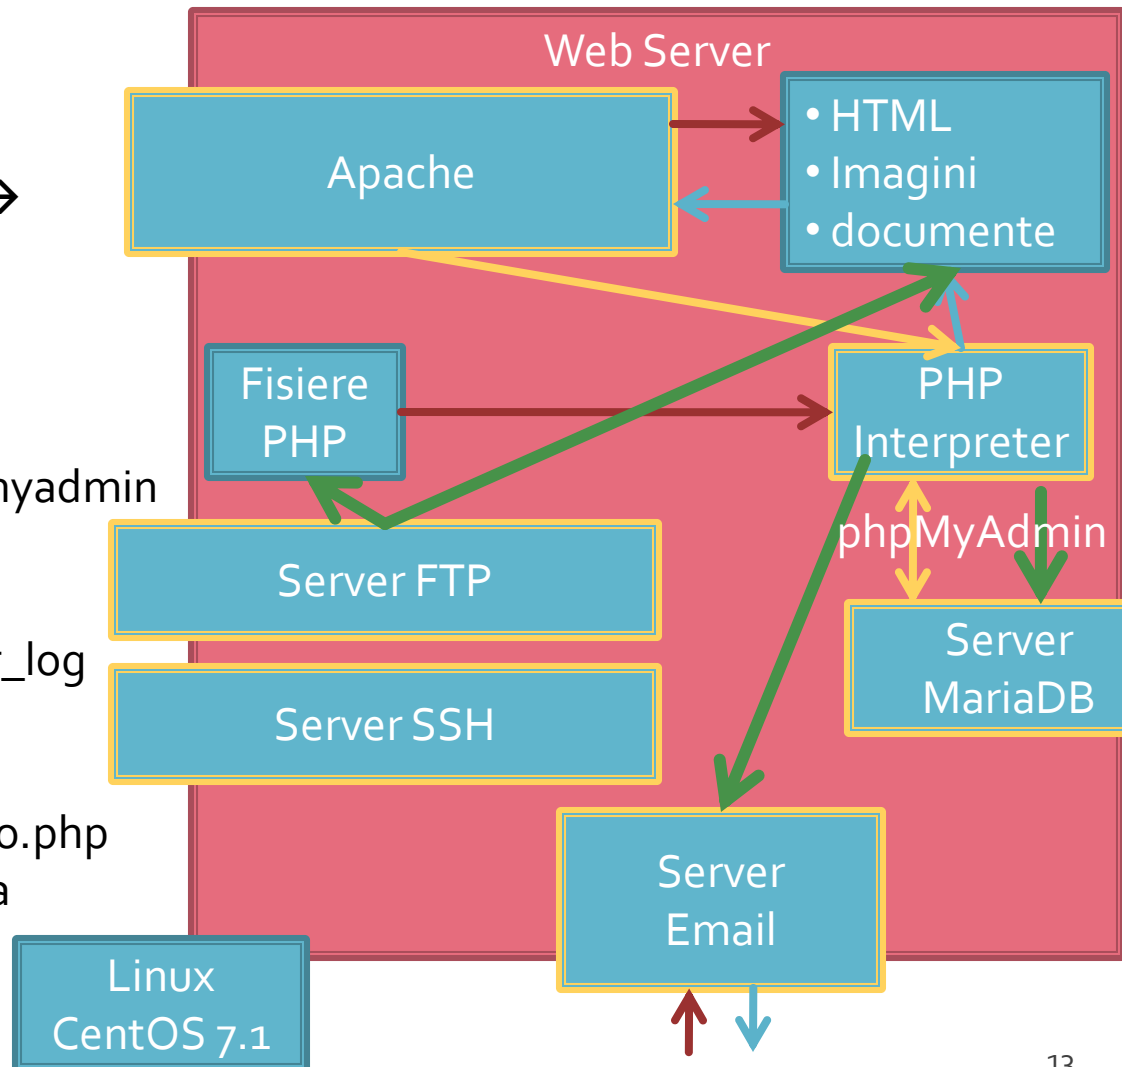 Web Server
Apache
• HTML
• Imagini
• documente
→
Fisiere
PHP
PHP
Interpreter
myadmin
phpMyAdmin
Server FTP
_log
Server
MariaDB
Server SSH
o.php
a
Server
Email
Linux
CentOS 7.1
13